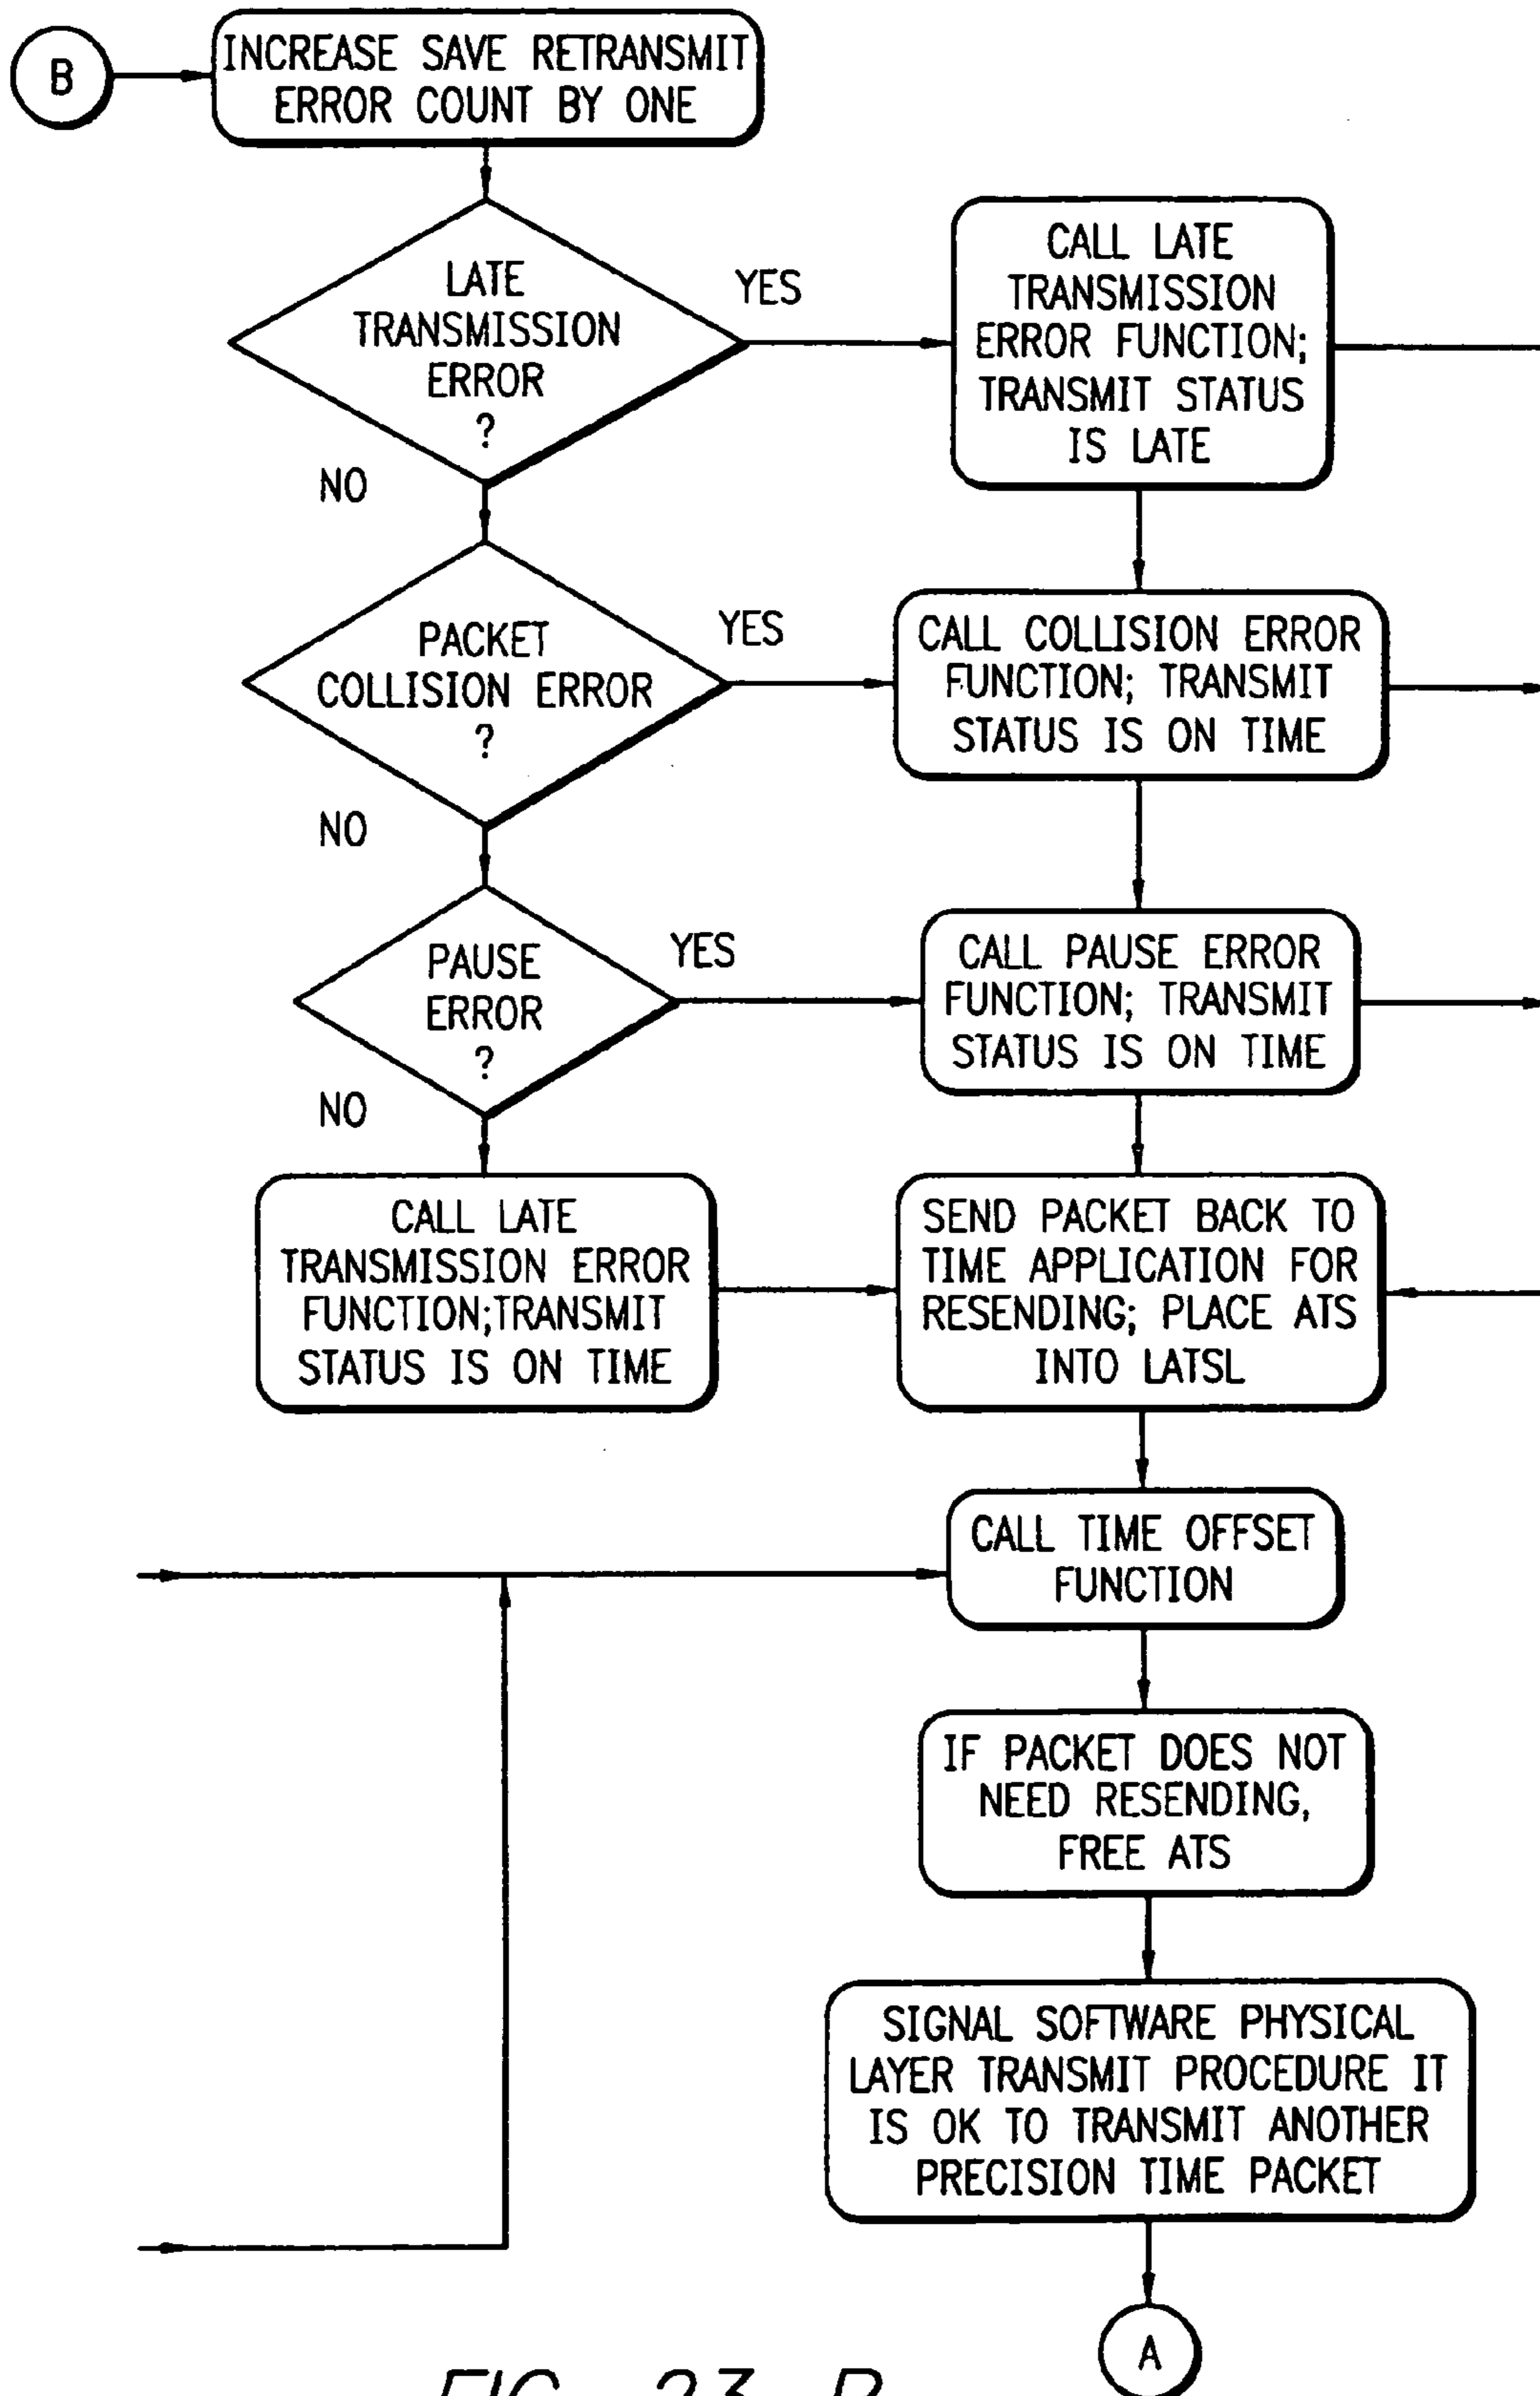 B
INCREASE SAVE RETRANSMIT
ERROR COUNT BY ONE
LATE
TRANSMISSION
ERROR
?
YES
NO
CALL LATE
TRANSMISSION
ERROR FUNCTION;
TRANSMIT STATUS
IS LATE
PACKET
COLLISION ERROR
?
YES
NO
CALL COLLISION ERROR
FUNCTION; TRANSMIT
STATUS IS ON TIME
PAUSE
ERROR
?
YES
NO
CALL PAUSE ERROR
FUNCTION; TRANSMIT
STATUS IS ON TIME
CALL LATE
TRANSMISSION ERROR
FUNCTION;TRANSMIT
STATUS IS ON TIME
SEND PACKET BACK TO
TIME APPLICATION FOR
RESENDING; PLACE ATS
INTO LATSL
CALL TIME OFFSET
FUNCTION
IF PACKET DOES NOT
NEED RESENDING,
FREE ATS
SIGNAL SOFTWARE PHYSICAL
LAYER TRANSMIT PROCEDURE IT
IS OK TO TRANSMIT ANOTHER
PRECISION TIME PACKET
A